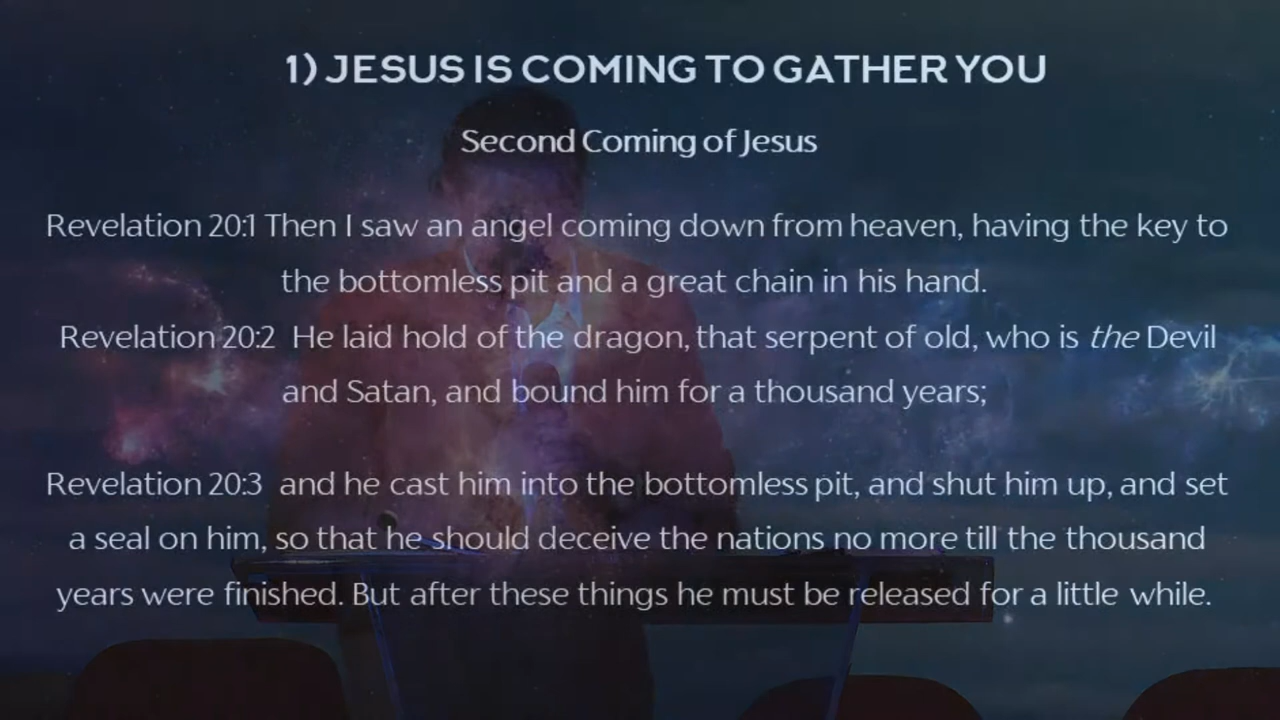 1) JESUS IS COMING TO GATHER YOU
Second Coming of Jesus
Revelation 20:1 Then I saw an angel coming down from heaven, having the key to
the bottomless pit and a great chain in his hand.
Revelation 20:2 He laid hold of the dragon, that serpent of old, who is the Devil
and Satan, and bound him for a thousand years;
Revelation 20:3 and he cast him into the bottomless pit, and shut him up, and set
a seal on him, so that he should deceive the nations no more till the thousand
years were finished. But after these things he must be released for a little while.